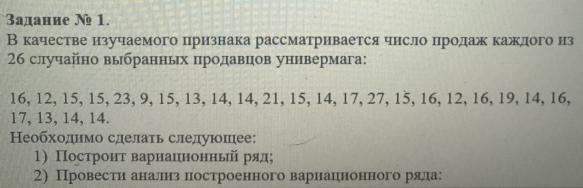 Задание № 1.
В качестве изучаемого признака рассматривается число продаж каждого из
26 случайно выбранных продавцов универмага:
16, 12, 15, 15, 23, 9, 15, 13, 14, 14, 21, 15, 14, 17, 27, 15, 16, 12, 16, 19, 14, 16,
17, 13, 14, 14.
Необходимо сделать следующее:
1) Построит вариационный ряд;
2) Провести анализ построенного вариационного ряда: